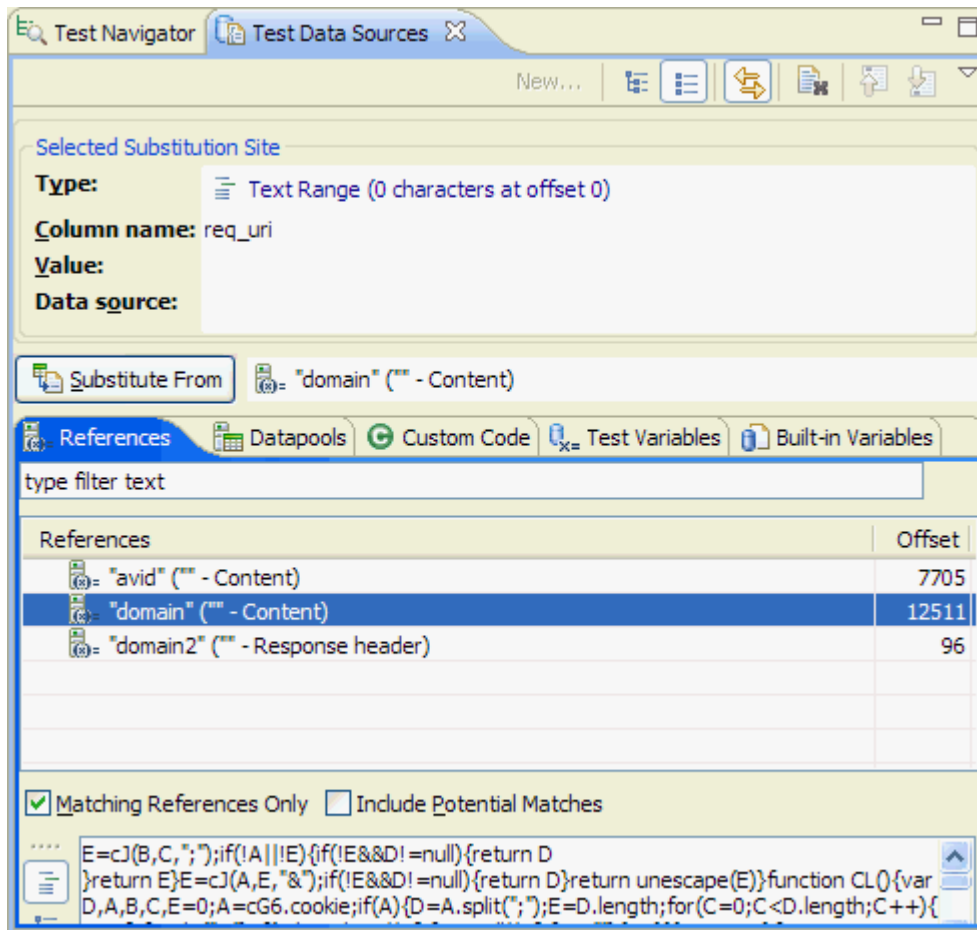 Test Navigator Test Data Sources
New...
Selected Substitution Site
Type: Text Range (0 characters at offset 0)
Column name: req_uri
Value:
Data source:
Substitute From "domain" ("" - Content)
References Datapools Custom Code Test Variables Built-in Variables
type filter text
References Offset
"avid" ("" - Content) 7705
"domain" ("" - Content) 12511
"domain2" ("" - Response header) 96
Matching References Only Include Potential Matches
E=cJ(B,C,";");if(!A||!E){if(!E&&D!=null){return D
}return E}E=cJ(A,E,"&");if(!E&&D!=null){return D}return unescape(E)}function CL(){var
D,A,B,C,E=0;A=cG6.cookie;if(A){D=A.split(";");E=D.length;for(C=0;C<D.length;C++){